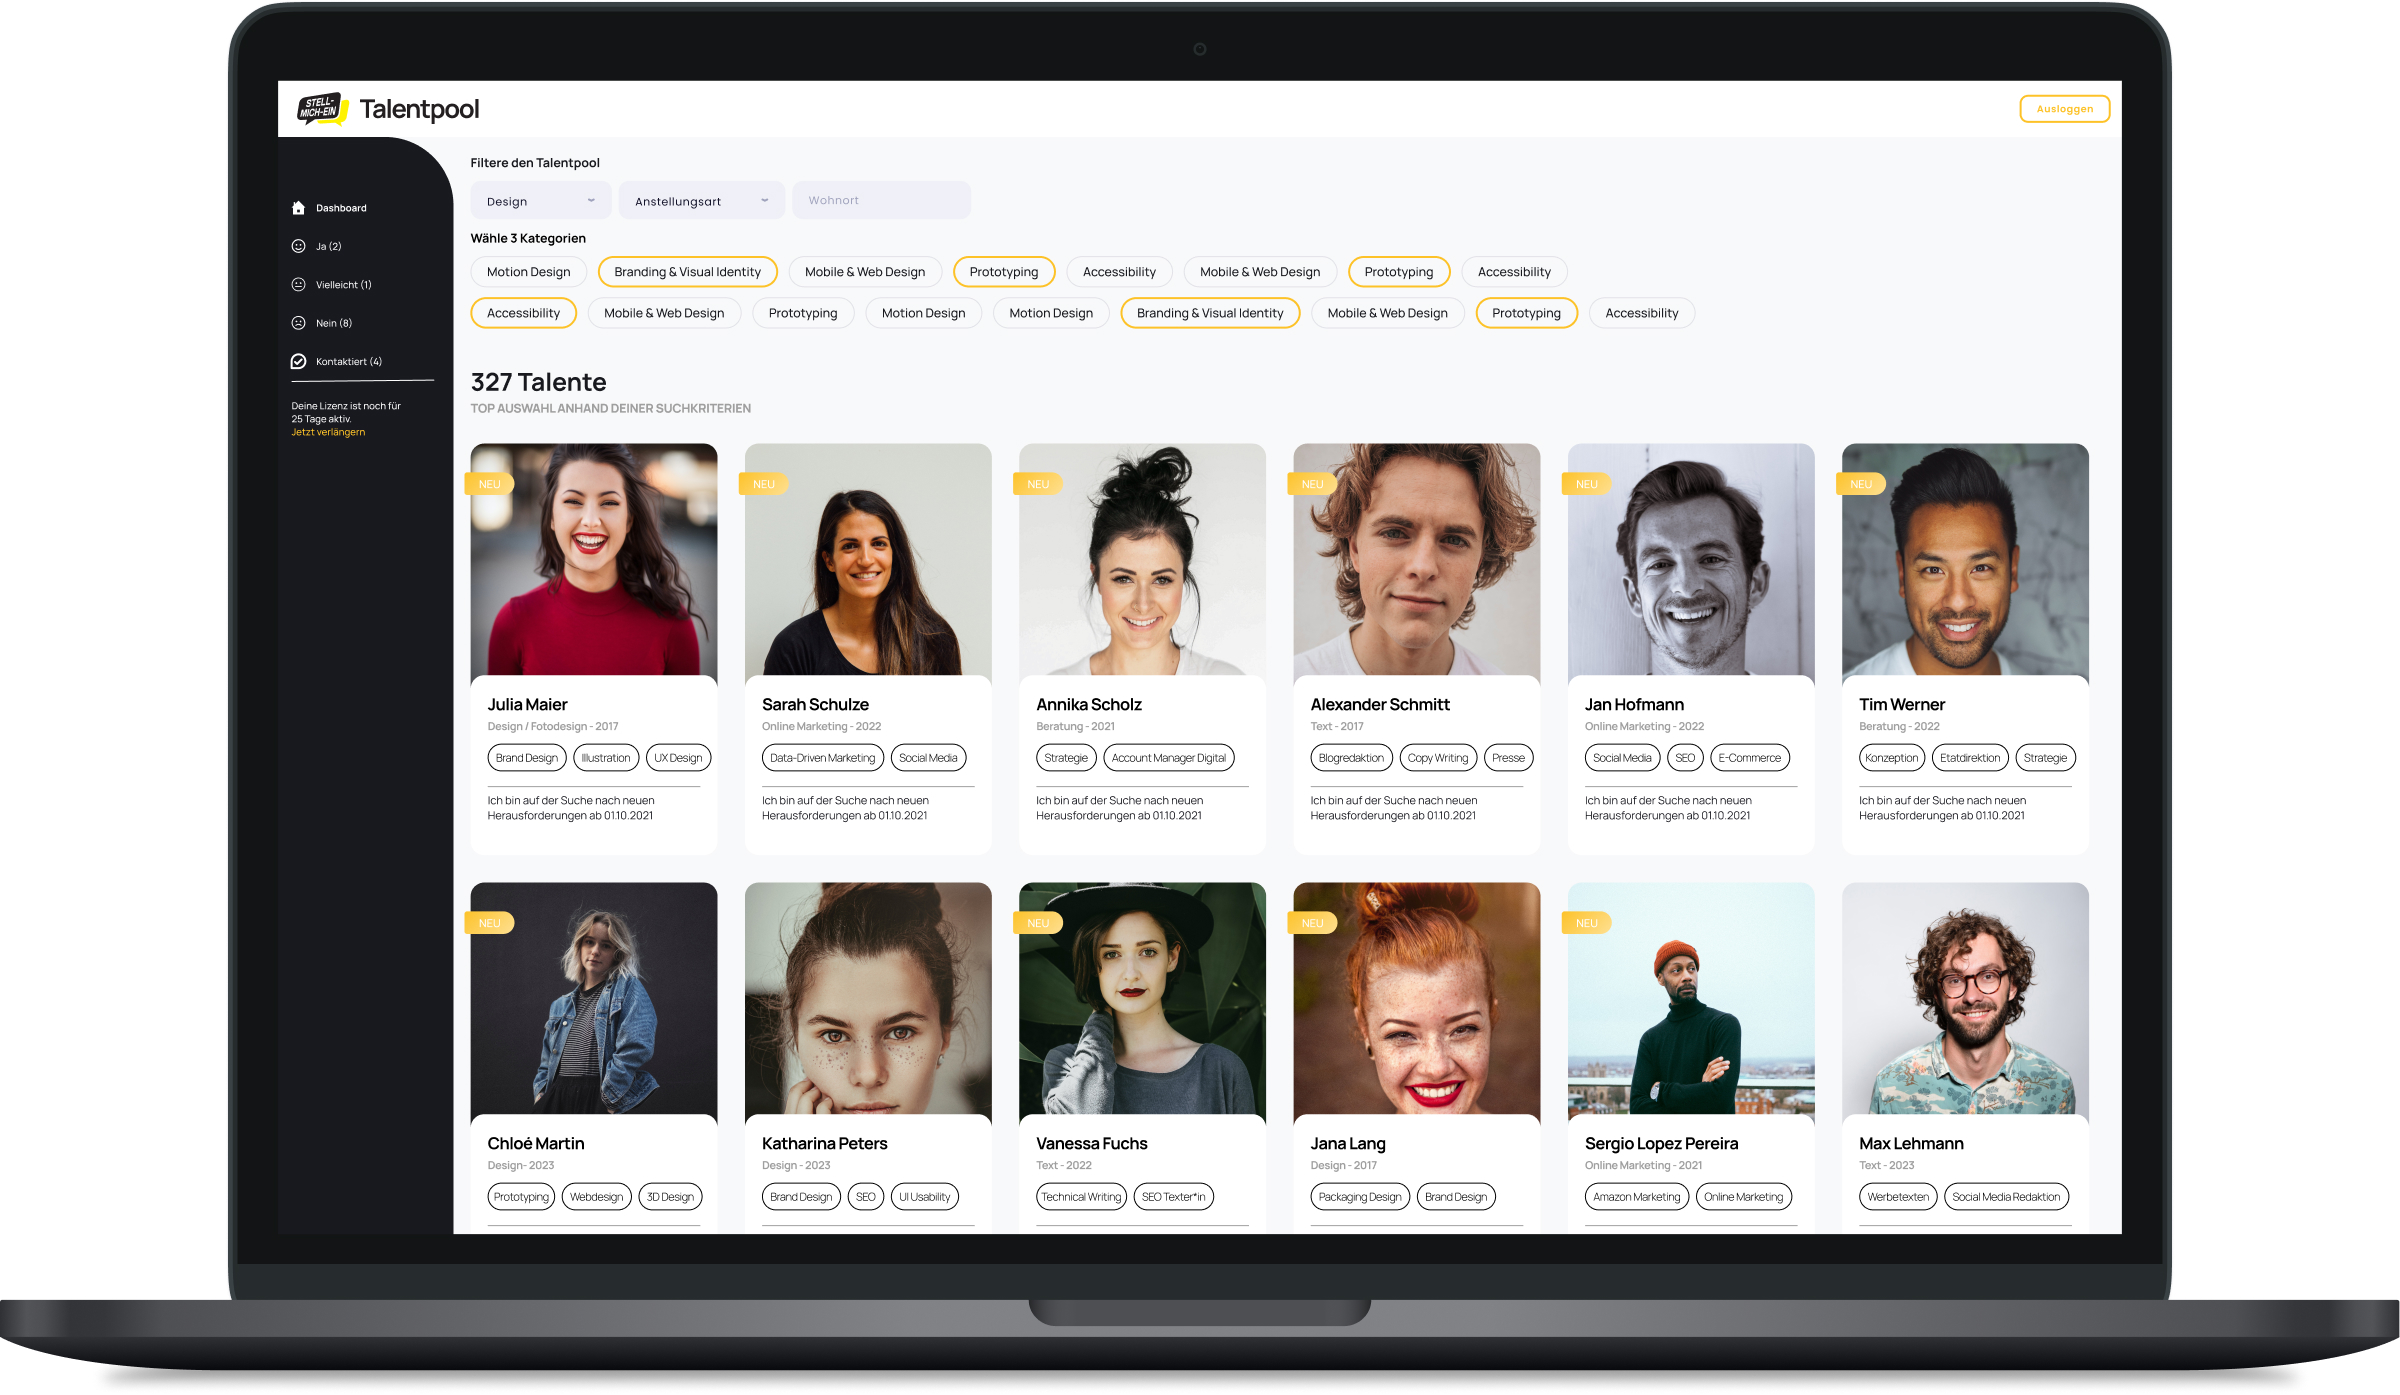 STELL-
MICH-EIN
Talentpool
Ausloggen
Dashboard
Ja (2)
Vielleicht (1)
Nein (8)
Kontaktiert (4)
Deine Lizenz ist noch für
25 Tage aktiv.
Jetzt verlängern
Filtere den Talentpool
Design
Anstellungsart
Wohnort
Wähle 3 Kategorien
Motion Design
Branding & Visual Identity
Mobile & Web Design
Prototyping
Accessibility
Mobile & Web Design
Prototyping
Accessibility
Accessibility
Mobile & Web Design
Prototyping
Motion Design
Motion Design
Branding & Visual Identity
Mobile & Web Design
Prototyping
Accessibility
327 Talente
TOP AUSWAHL ANHAND DEINER SUCHKRITERIEN
NEU
Julia Maier
Design / Fotodesign - 2017
Brand Design
Illustration
UX Design
Ich bin auf der Suche nach neuen
Herausforderungen ab 01.10.2021
NEU
Sarah Schulze
Online Marketing - 2022
Data-Driven Marketing
Social Media
Ich bin auf der Suche nach neuen
Herausforderungen ab 01.10.2021
NEU
Annika Scholz
Beratung - 2021
Strategie
Account Manager Digital
Ich bin auf der Suche nach neuen
Herausforderungen ab 01.10.2021
NEU
Alexander Schmitt
Text - 2017
Blogredaktion
Copy Writing
Presse
Ich bin auf der Suche nach neuen
Herausforderungen ab 01.10.2021
NEU
Jan Hofmann
Online Marketing - 2022
Social Media
SEO
E-Commerce
Ich bin auf der Suche nach neuen
Herausforderungen ab 01.10.2021
NEU
Tim Werner
Beratung - 2022
Konzeption
Etatdirektion
Strategie
Ich bin auf der Suche nach neuen
Herausforderungen ab 01.10.2021
NEU
Chloé Martin
Design- 2023
Prototyping
Webdesign
3D Design
Katharina Peters
Design - 2023
Brand Design
SEO
UI Usability
NEU
Vanessa Fuchs
Text - 2022
Technical Writing
SEO Texter*in
NEU
Jana Lang
Design - 2017
Packaging Design
Brand Design
NEU
Sergio Lopez Pereira
Online Marketing - 2021
Amazon Marketing
Online Marketing
Max Lehmann
Text - 2023
Werbetexten
Social Media Redaktion